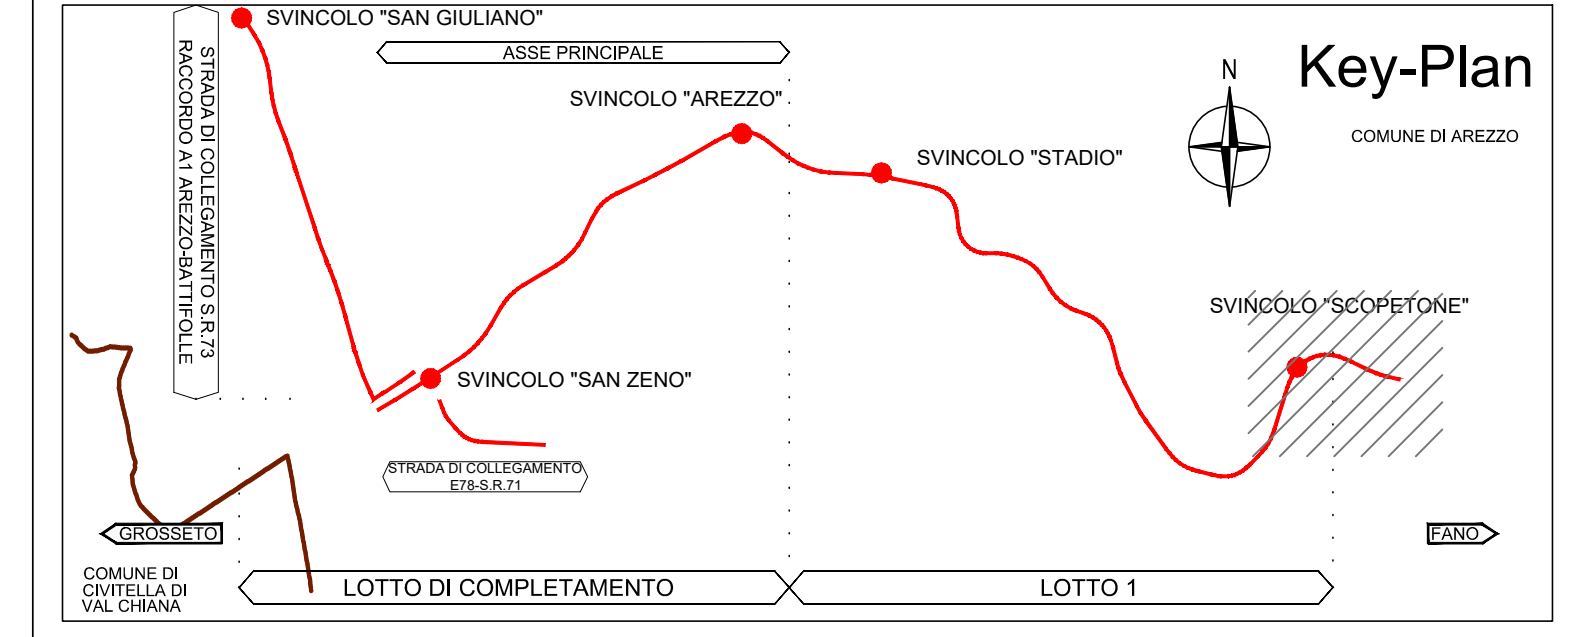 SVINCOLO "SAN GIULIANO"
ASSE PRINCIPALE
STRADA DI COLLEGAMENTO S.R.73
RACCORDO A1 AREZZO-BATTIFOLLE
SVINCOLO "AREZZO"
N
Key-Plan
COMUNE DI AREZZO
SVINCOLO "STADIO"
SVINCOLO "SCOPETONE"
SVINCOLO "SAN ZENO"
STRADA DI COLLEGAMENTO
E78-S.R.71
GROSSETO
FANO
COMUNE DI
CIVITELLA DI
VAL CHIANA
LOTTO DI COMPLETAMENTO
LOTTO 1